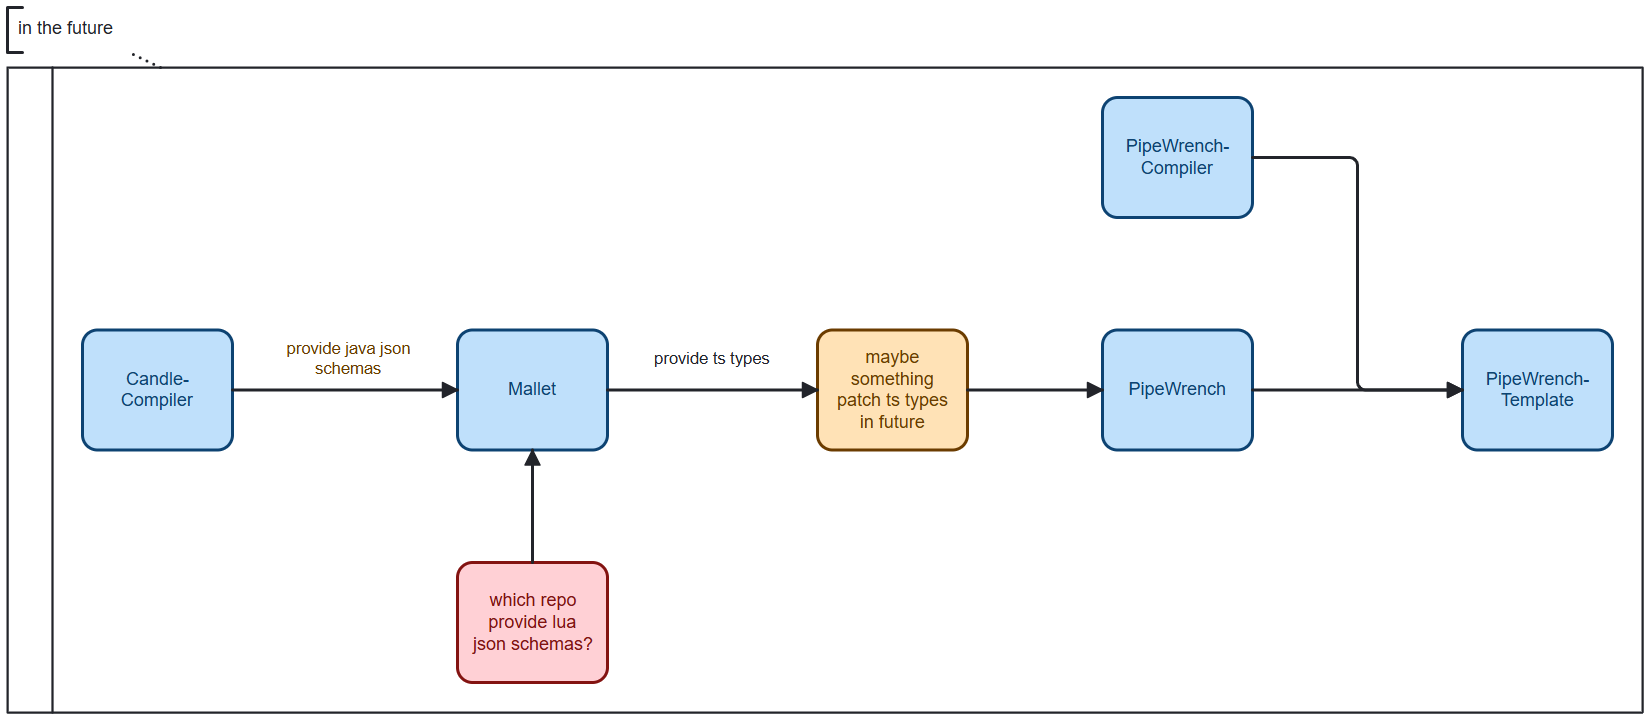 in the future
PipeWrench-
Compiler
Candle-
Compiler
provide java json
schemas
Mallet
provide ts types
maybe
something
patch ts types
in future
PipeWrench
PipeWrench-
Template
which repo
provide lua
json schemas?